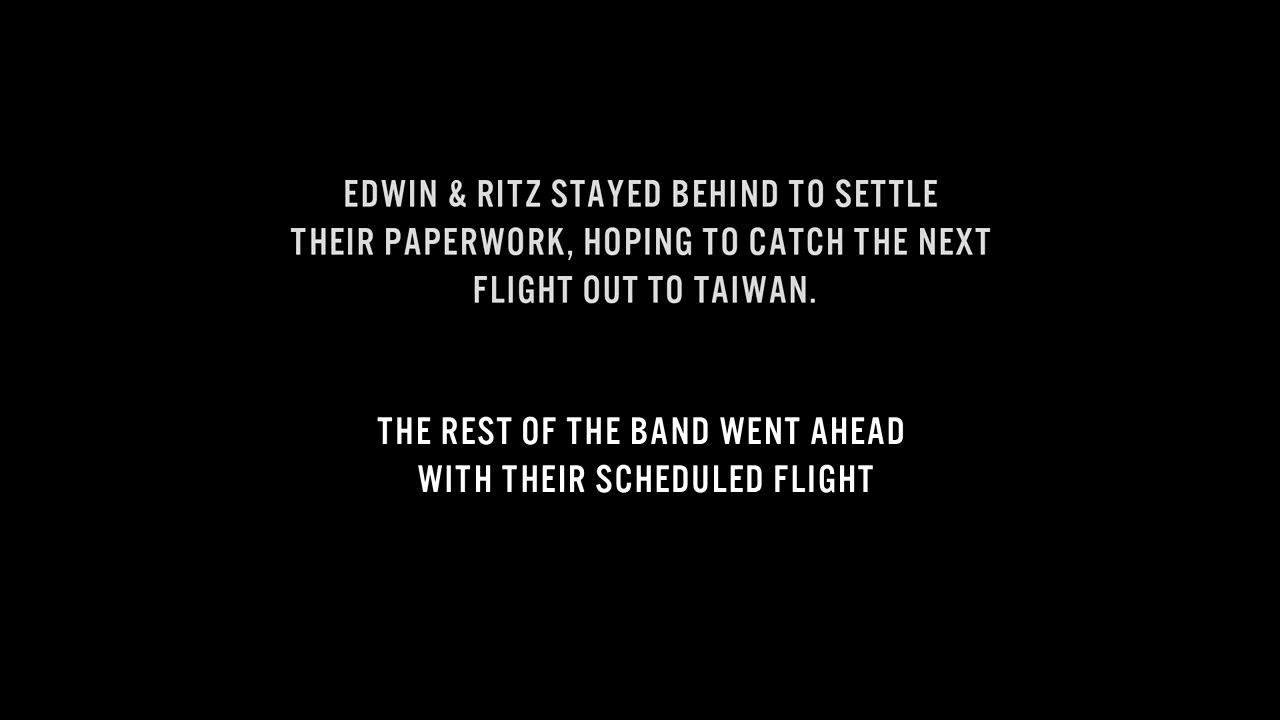 EDWIN & RITZ STAYED BEHIND TO SETTLE
THEIR PAPERWORK, HOPING TO CATCH THE NEXT
FLIGHT OUT TO TAIWAN.
THE REST OF THE BAND WENT AHEAD
WITH THEIR SCHEDULED FLIGHT